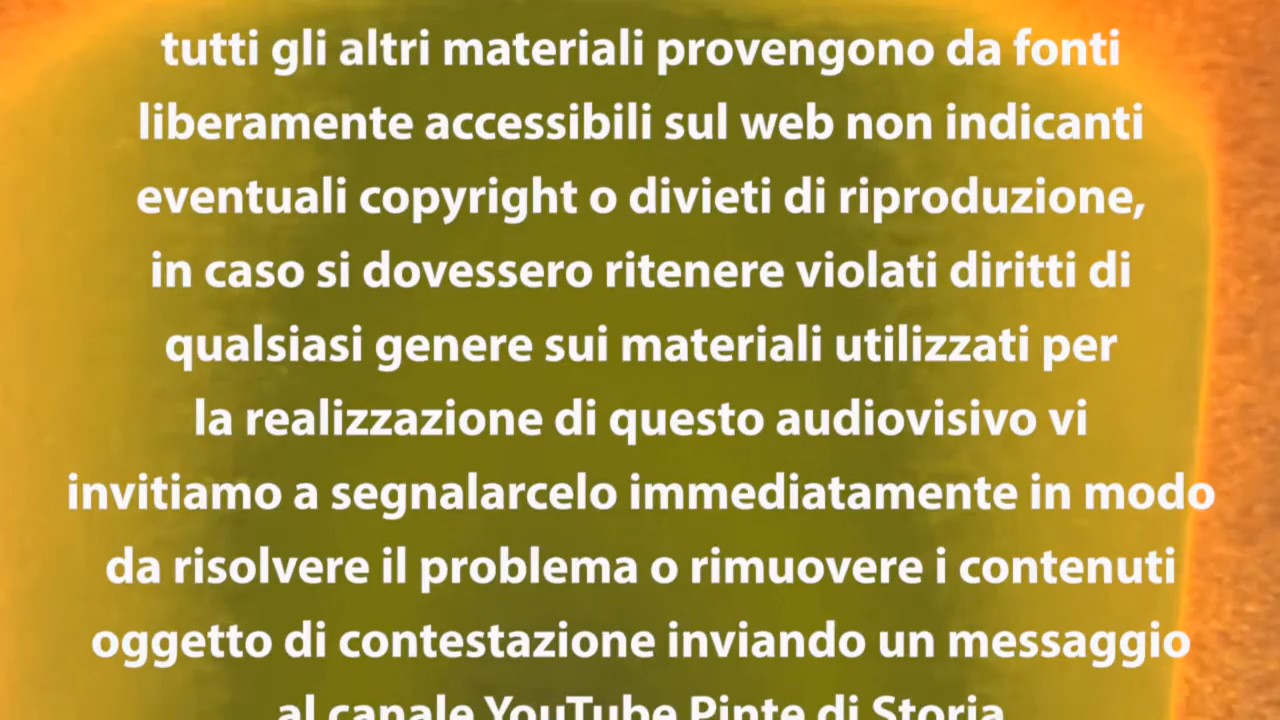 tutti gli altri materiali provengono da fonti
liberamente accessibili sul web non indicanti
eventuali copyright o divieti di riproduzione,
in caso si dovessero ritenere violati diritti di
qualsiasi genere sui materiali utilizzati per
la realizzazione di questo audiovisivo vi
invitiamo a segnalarcelo immediatamente in modo
da risolvere il problema o rimuovere i contenuti
oggetto di contestazione inviando un messaggio
al canale YouTube Pinte di Storia